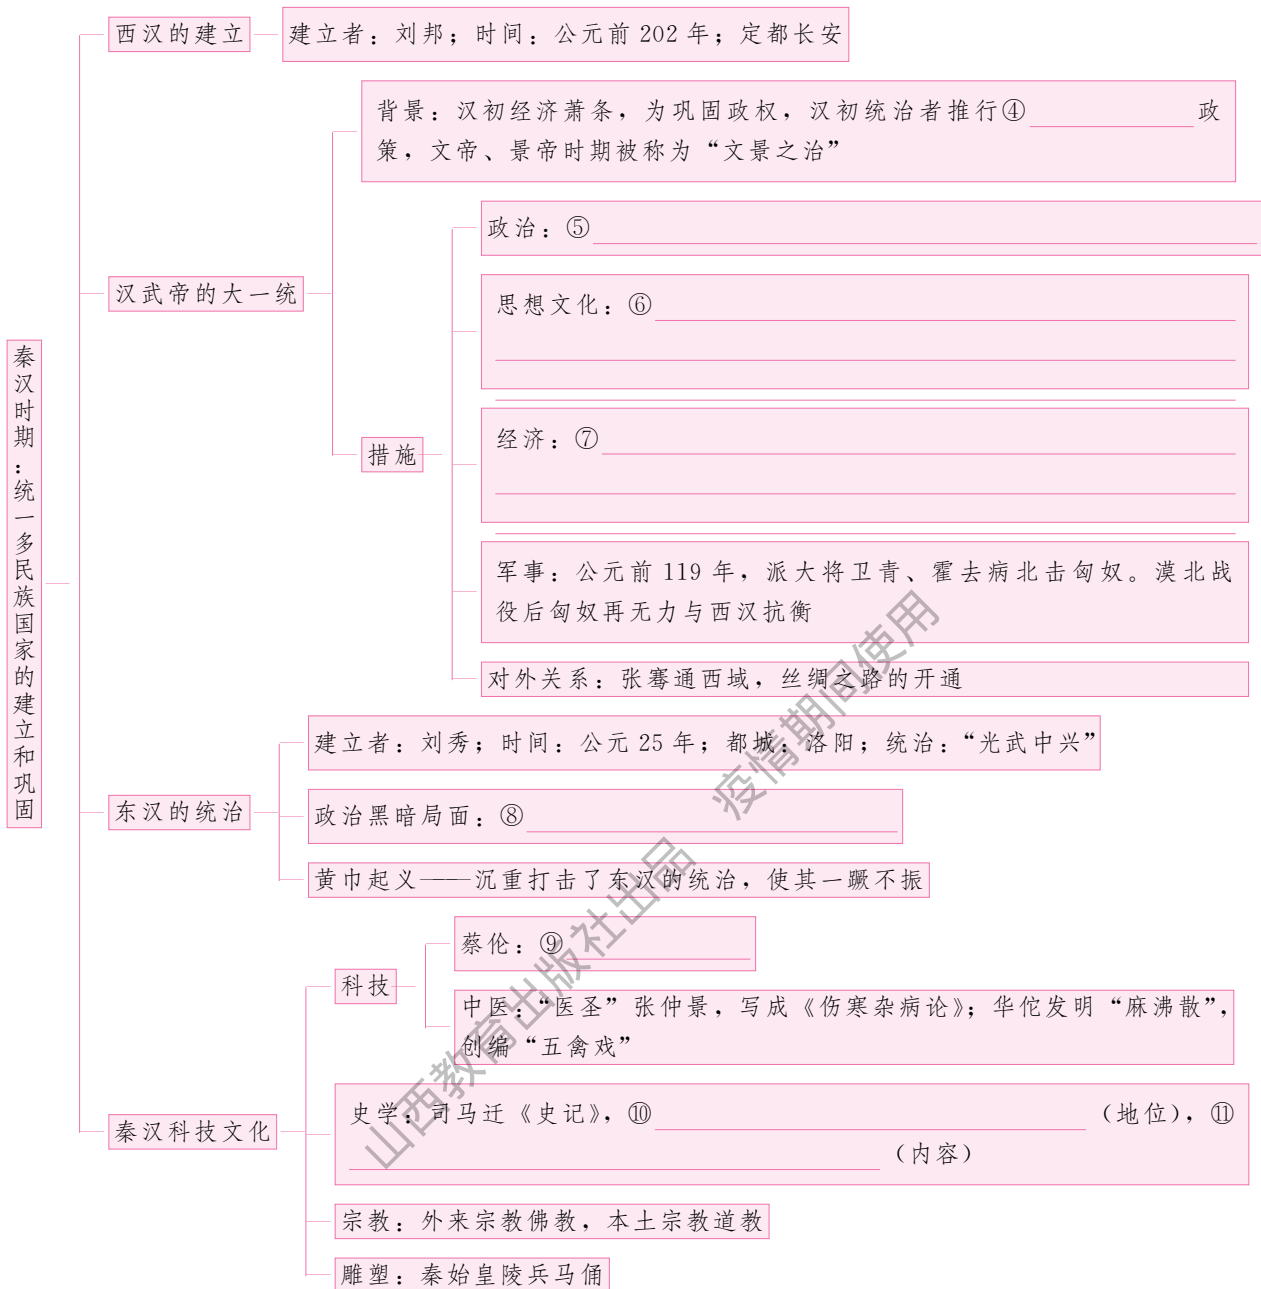 西汉的建立
建立者：刘邦；时间：公元前 202 年；定都长安
背景：汉初经济萧条，为巩固政权，汉初统治者推行④政
策，文帝、景帝时期被称为“文景之治”
政治：⑤
汉武帝的大一统
思想文化：⑥
经济：⑦
措施
军事：公元前 119 年，派大将卫青、霍去病北击匈奴。漠北战
役后匈奴再无力与西汉抗衡
对外关系：张骞通西域，丝绸之路的开通
秦汉时期：统一多民族国家的建立和巩固
建立者：刘秀；时间：公元 25 年；都城：洛阳；统治：“光武中兴”
东汉的统治
政治黑暗局面：⑧
黄巾起义——沉重打击了东汉的统治，使其一蹶不振
蔡伦：⑨
科技
中医：“医圣”张仲景，写成《伤寒杂病论》；华佗发明“麻沸散”，
创编“五禽戏”
秦汉科技文化
史学：司马迁《史记》，⑩（地位），⑪
（内容）
宗教：外来宗教佛教，本土宗教道教
雕塑：秦始皇陵兵马俑
山西教育出版社出品 疫情期间使用